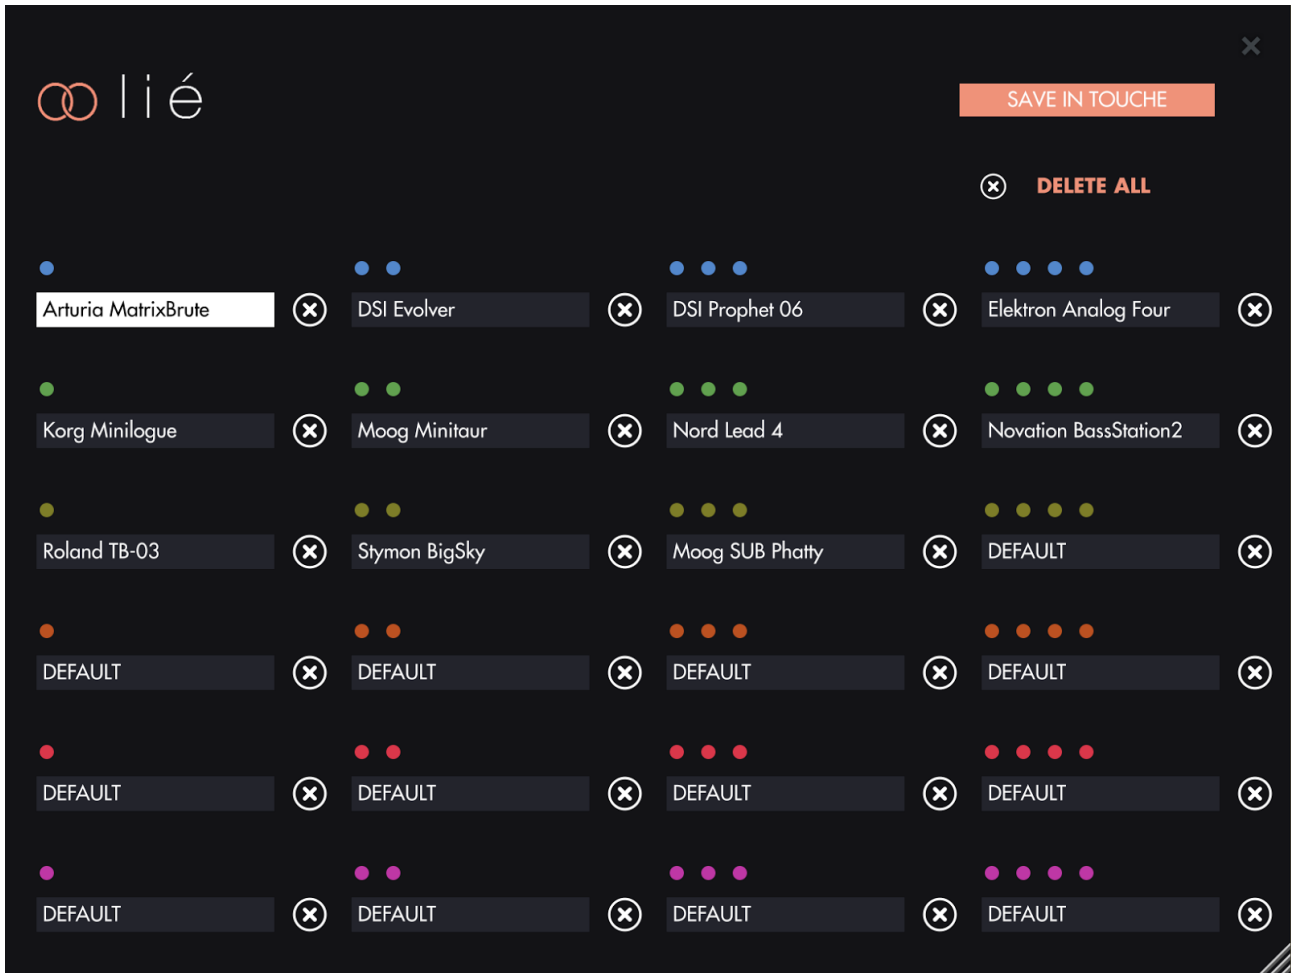 lié
SAVE IN TOUCHE
DELETE ALL
Arturia MatrixBrute
DSI Evolver
DSI Prophet 06
Elektron Analog Four
Korg Minilogue
Moog Minitaur
Nord Lead 4
Novation BassStation2
Roland TB-03
Stymon BigSky
Moog SUB Phatty
DEFAULT
DEFAULT
DEFAULT
DEFAULT
DEFAULT
DEFAULT
DEFAULT
DEFAULT
DEFAULT
DEFAULT
DEFAULT
DEFAULT
DEFAULT